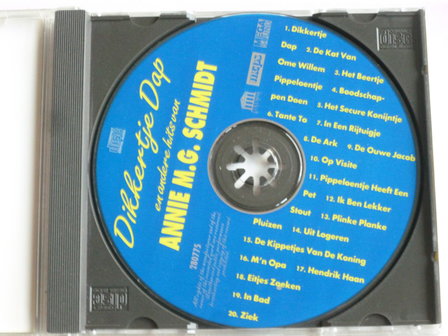 Dikkertje Dap
en andere hits van
ANNIE M.G. SCHMIDT
280775
1. Dikkertje
Dap 2. De Kat Van
Ome Willem 3. Het Beertje
Pippeloentje 4. Boodschap-
pen Doen 5. Het Secure Konijntje
6. Tante To 7. In Een Rijtuigje
8. De Ark 9. De Ouwe Jacob
10. Op Visite
11. Pippeloentje Heeft Een
Pet 12. Ik Ben Lekker
Stout 13. Plinke Planke
Pluizen 14. Uit Logeren
15. De Kippetjes Van De Koning
16. M'n Opa 17. Hendrik Haan
18. Eitjes Zoeken
19. In Bad
20. Ziek